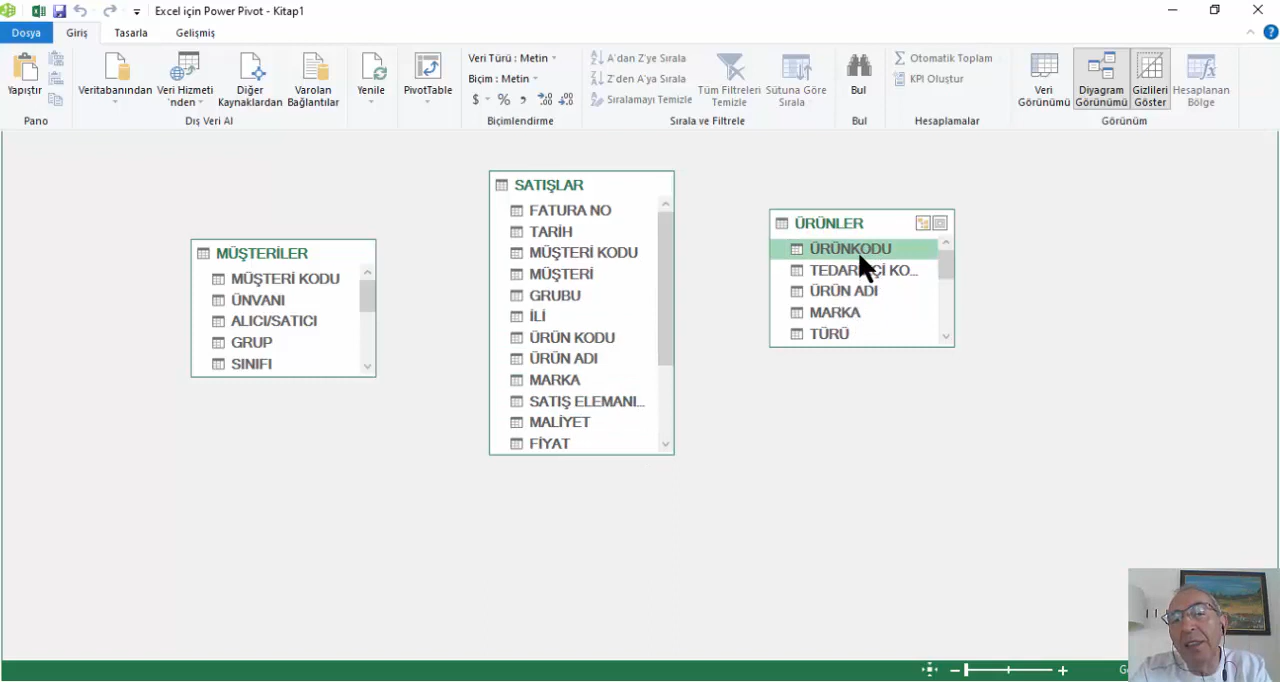 Excel için Power Pivot - Kitap1
Dosya
Giriş
Tasarla
Gelişmiş
Yapıştır
Pano
Veritabanından
Veri Hizmeti
'nden
Diğer
Kaynaklardan
Varolan
Bağlantılar
Dış Veri Al
Yenile
PivotTable
Veri Türü : Metin
Biçim : Metin
$ % ,
Biçimlendirme
A'dan Z'ye Sırala
Z'den A'ya Sırala
Sıralamayı Temizle
Tüm Filtreleri
Temizle
Sütuna Göre
Sırala
Sırala ve Filtrele
Bul
Bul
Otomatik Toplam
KPI Oluştur
Hesaplamalar
Veri
Görünümü
Diyagram
Görünümü
Gizlileri
Göster
Hesaplanan
Bölge
Görünüm
MÜŞTERİLER
MÜŞTERİ KODU
ÜNVANI
ALICI/SATICI
GRUP
SINIFI
SATIŞLAR
FATURA NO
TARİH
MÜŞTERİ KODU
MÜŞTERİ
GRUBU
İLİ
ÜRÜN KODU
ÜRÜN ADI
MARKA
SATIŞ ELEMANI...
MALİYET
FİYAT
ÜRÜNLER
ÜRÜNKODU
ÜRÜN ADI
MARKA
TÜRÜ